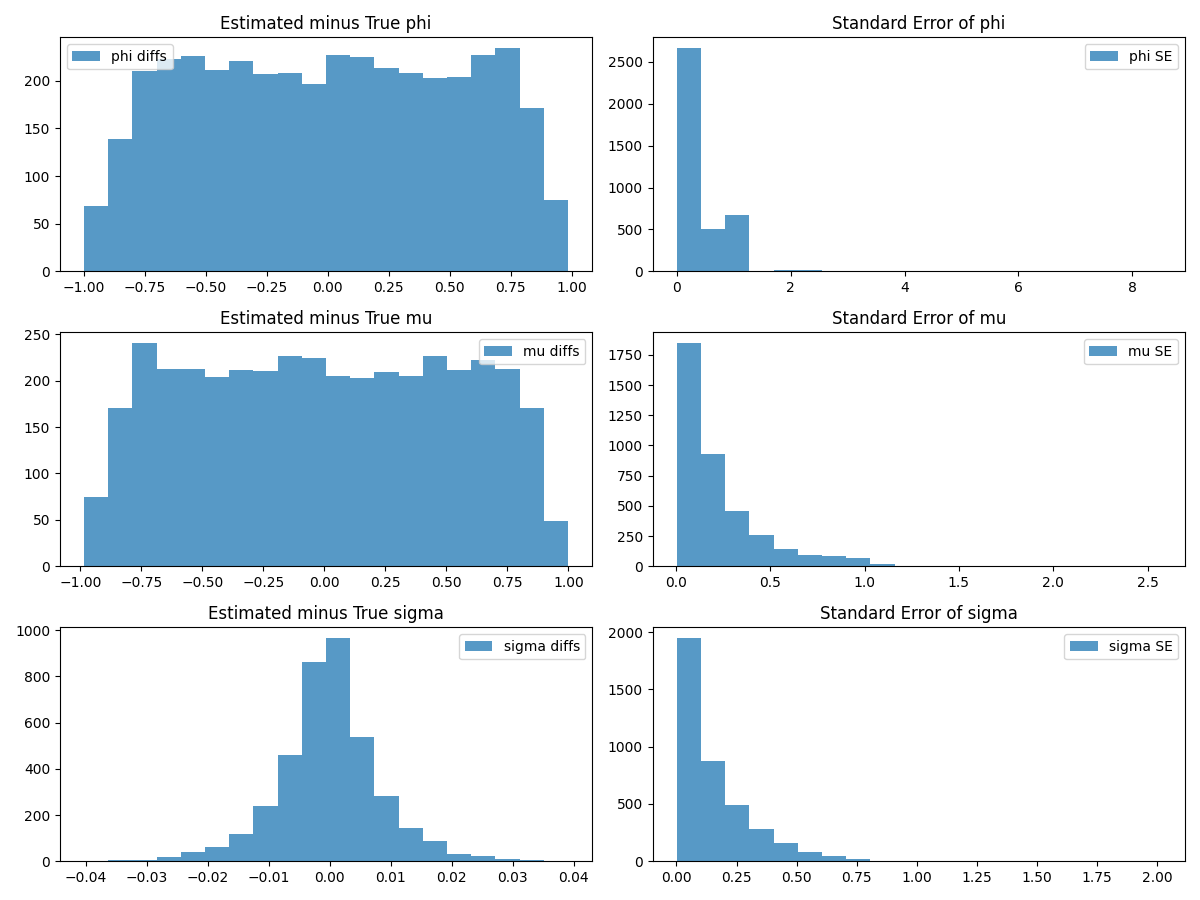 Estimated minus True phi
phi diffs
200
150
100
50
0
−1.00 −0.75 −0.50 −0.25 0.00 0.25 0.50 0.75 1.00
Standard Error of phi
phi SE
2500
2000
1500
1000
500
0
0 2 4 6 8
Estimated minus True mu
mu diffs
250
200
150
100
50
0
−1.00 −0.75 −0.50 −0.25 0.00 0.25 0.50 0.75 1.00
Standard Error of mu
mu SE
1750
1500
1250
1000
750
500
250
0
0.0 0.5 1.0 1.5 2.0 2.5
Estimated minus True sigma
sigma diffs
1000
800
600
400
200
0
−0.04 −0.03 −0.02 −0.01 0.00 0.01 0.02 0.03 0.04
Standard Error of sigma
sigma SE
2000
1500
1000
500
0
0.00 0.25 0.50 0.75 1.00 1.25 1.50 1.75 2.00